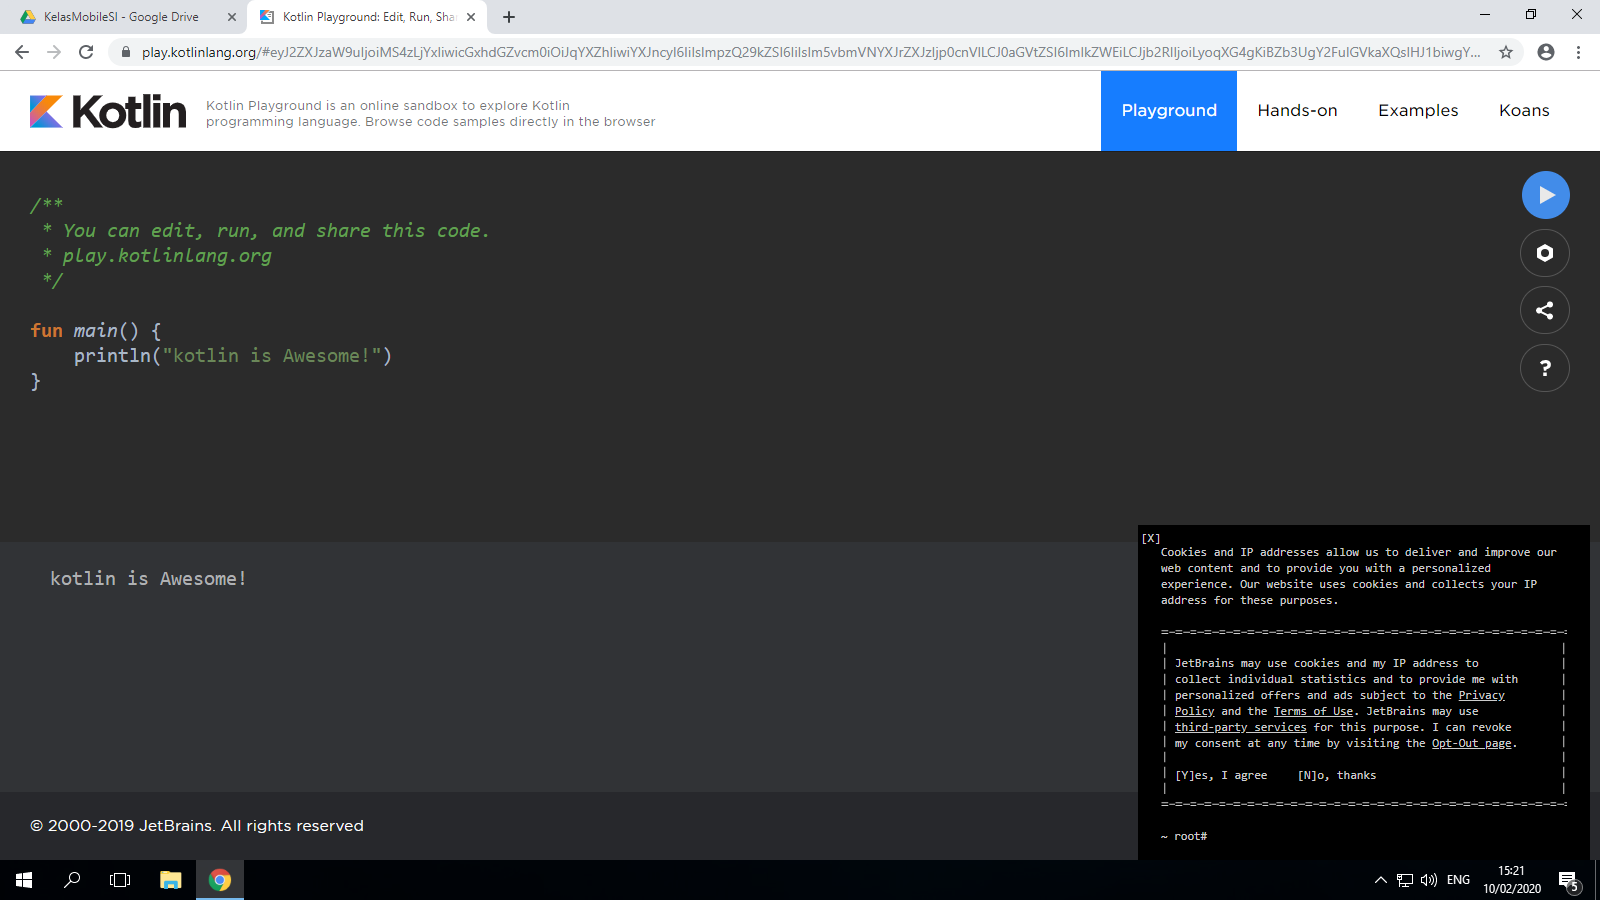 KelasMobileSI - Google Drive
Kotlin Playground: Edit, Run, Sha
Kotlin
Kotlin Playground is an online sandbox to explore Kotlin
programming language. Browse code samples directly in the browser
Playground
Hands-on
Examples
Koans
/**
* You can edit, run, and share this code.
* play.kotlinlang.org
*/
fun main() {
println("kotlin is Awesome!")
}
?
kotlin is Awesome!
[X]
Cookies and IP addresses allow us to deliver and improve our
web content and to provide you with a personalized
experience. Our website uses cookies and collects your IP
address for these purposes.
JetBrains may use cookies and my IP address to
collect individual statistics and to provide me with
personalized offers and ads subject to the Privacy
Policy and the Terms of Use. JetBrains may use
third-party services for this purpose. I can revoke
my consent at any time by visiting the Opt-Out page.
[Y]es, I agree [N]o, thanks
~ root#
© 2000-2019 JetBrains. All rights reserved
ENG
15:21
10/02/2020
5